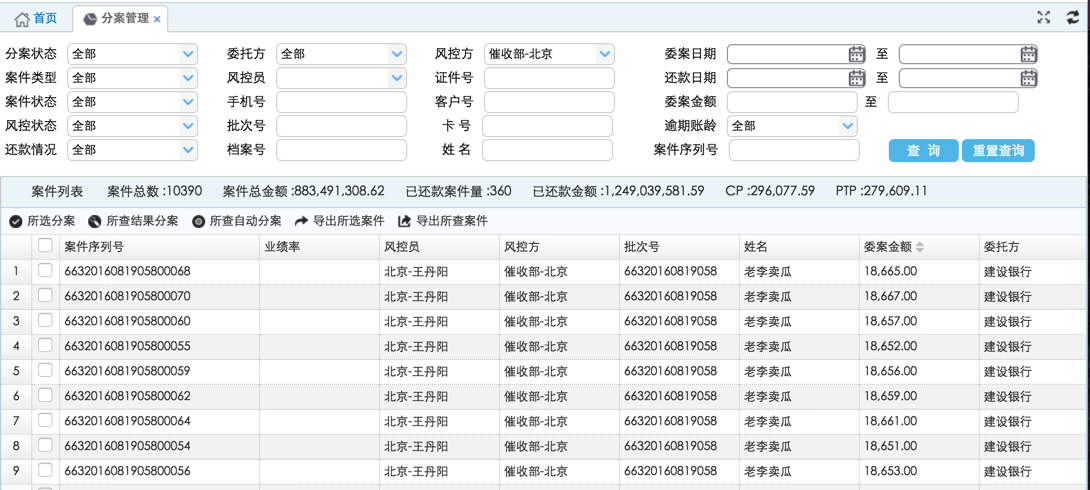 首页 分案管理 ×
分案状态 全部 委托方 全部 风控方 催收部-北京 委案日期 至
案件类型 全部 风控员 证件号 还款日期 至
案件状态 全部 手机号 客户号 委案金额 至
风控状态 全部 批次号 卡 号 逾期账龄 全部
还款情况 全部 档案号 姓 名 案件序列号 查 询 重置查询
案件列表 案件总数 :10390 案件总金额 :883,491,308.62 已还款案件量 :360 已还款金额 :1,249,039,581.59 CP :296,077.59 PTP :279,609.11
所选分案 所查结果分案 所查自动分案 导出所选案件 导出所查案件
案件序列号 业绩率 风控员 风控方 批次号 姓名 委案金额 委托方
1 6632016081905800068 北京-王丹阳 催收部-北京 66320160819058 老李卖瓜 18,665.00 建设银行
2 6632016081905800070 北京-王丹阳 催收部-北京 66320160819058 老李卖瓜 18,667.00 建设银行
3 6632016081905800060 北京-王丹阳 催收部-北京 66320160819058 老李卖瓜 18,657.00 建设银行
4 6632016081905800055 北京-王丹阳 催收部-北京 66320160819058 老李卖瓜 18,652.00 建设银行
5 6632016081905800059 北京-王丹阳 催收部-北京 66320160819058 老李卖瓜 18,656.00 建设银行
6 6632016081905800062 北京-王丹阳 催收部-北京 66320160819058 老李卖瓜 18,659.00 建设银行
7 6632016081905800064 北京-王丹阳 催收部-北京 66320160819058 老李卖瓜 18,661.00 建设银行
8 6632016081905800054 北京-王丹阳 催收部-北京 66320160819058 老李卖瓜 18,651.00 建设银行
9 6632016081905800056 北京-王丹阳 催收部-北京 66320160819058 老李卖瓜 18,653.00 建设银行